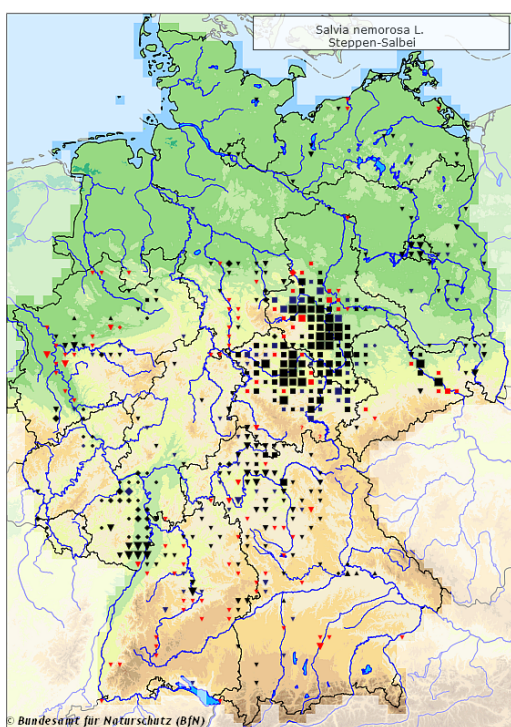 Salvia nemorosa L.
Steppen-Salbei
© Bundesamt für Naturschutz (BfN)